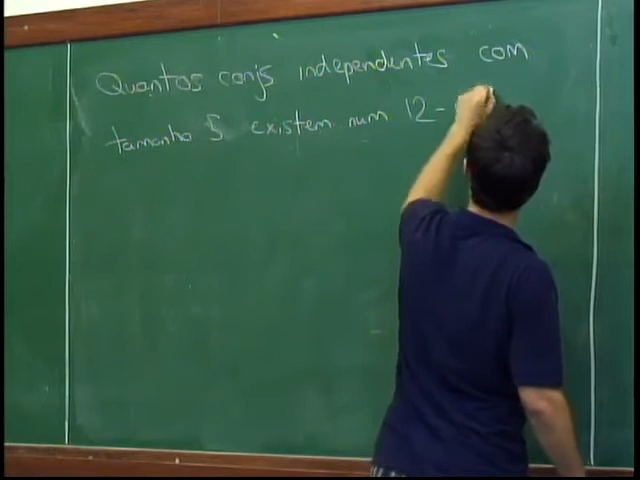 Quantos conjs independentes com
tamanho 5 existem num 12-